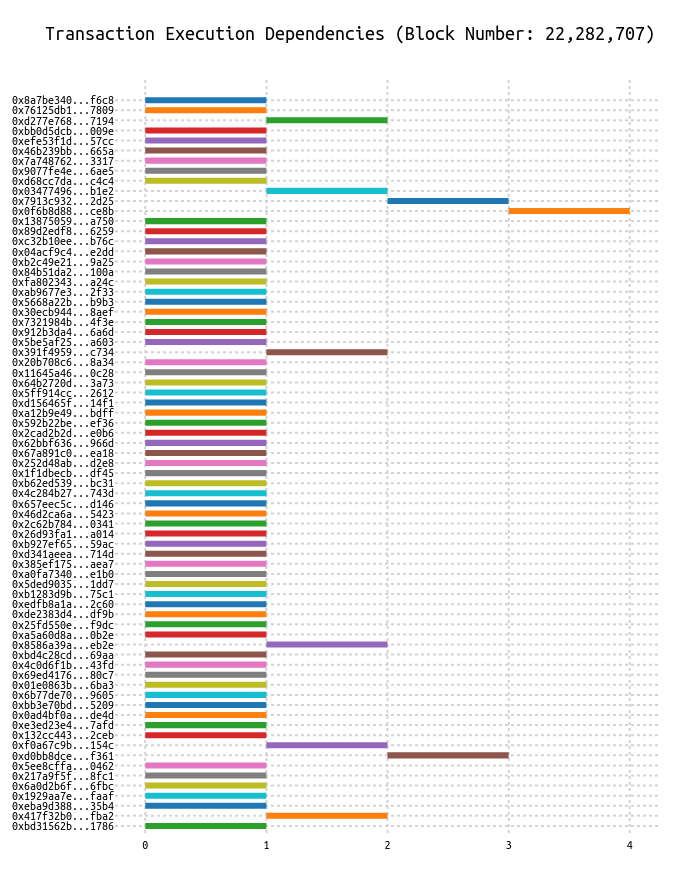 Transaction Execution Dependencies (Block Number: 22,282,707)
0x8a7be340...f6c8
0x76125db1...7809
0xd277e768...7194
0xbb0d5dcb...009e
0xefe53f1d...57cc
0x46b239bb...665a
0x7a748762...3317
0x9077fe4e...6ae5
0xd68cc7da...c4c4
0x03477496...b1e2
0x7913c932...2d25
0x0f6b8d88...ce8b
0x13875059...a750
0x89d2edf8...6259
0xc32b10ee...b76c
0x04acf9c4...e2dd
0xb2c49e21...9a25
0x84b51da2...100a
0xfa802343...a24c
0xab9677e3...2f33
0x5668a22b...b9b3
0x30ecb944...8aef
0x7321984b...4f3e
0x912b3da4...6a6d
0x5be5af25...a603
0x391f4959...c734
0x20b708c6...8a34
0x11645a46...0c28
0x64b2720d...3a73
0x5ff914cc...2612
0xd156465f...14f1
0xa12b9e49...bdff
0x592b22be...ef36
0x2cad2b2d...e0b6
0x62bbf636...966d
0x67a891c0...ea18
0x252d48ab...d2e8
0x1f1dbecb...df45
0xb62ed539...bc31
0x4c284b27...743d
0x657eec5c...d146
0x46d2ca6a...5423
0x2c62b784...0341
0x26d93fa1...a014
0xb927ef65...59ac
0xd341aeea...714d
0x385ef175...aea7
0xa0fa7340...e1b0
0x5ded9035...1dd7
0xb1283d9b...75c1
0xedfb8a1a...2c60
0xde2383d4...df9b
0x25fd550e...f9dc
0xa5a60d8a...0b2e
0x8586a39a...eb2e
0xbd4c28cd...69aa
0x4c0d6f1b...43fd
0x69ed4176...80c7
0x01e0863b...6ba3
0x6b77de70...9605
0xbb3e70bd...5209
0x0ad4bf0a...de4d
0xe3ed23e4...7afd
0x132cc443...2ceb
0xf0a67c9b...154c
0xd0bb8dce...f361
0x5ee8cffa...0462
0x217a9f5f...8fc1
0x6a0d2b6f...6fbc
0x1929aa7e...faaf
0xeba9d388...35b4
0x417f32b0...fba2
0xbd31562b...1786
0 1 2 3 4